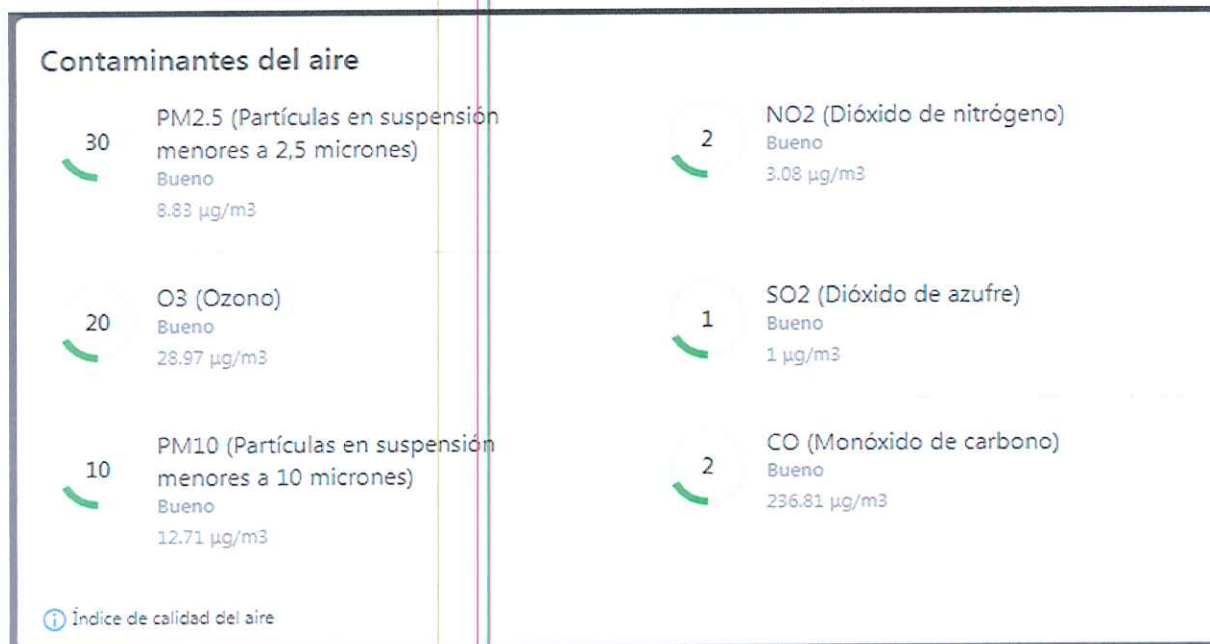 Contaminantes del aire
30
PM2.5 (Partículas en suspensión
menores a 2,5 micrones)
Bueno
8.83 µg/m3
2
NO2 (Dióxido de nitrógeno)
Bueno
3.08 µg/m3
20
O3 (Ozono)
Bueno
28.97 µg/m3
1
SO2 (Dióxido de azufre)
Bueno
1 µg/m3
10
PM10 (Partículas en suspensión
menores a 10 micrones)
Bueno
12.71 µg/m3
2
CO (Monóxido de carbono)
Bueno
236.81 µg/m3
Índice de calidad del aire